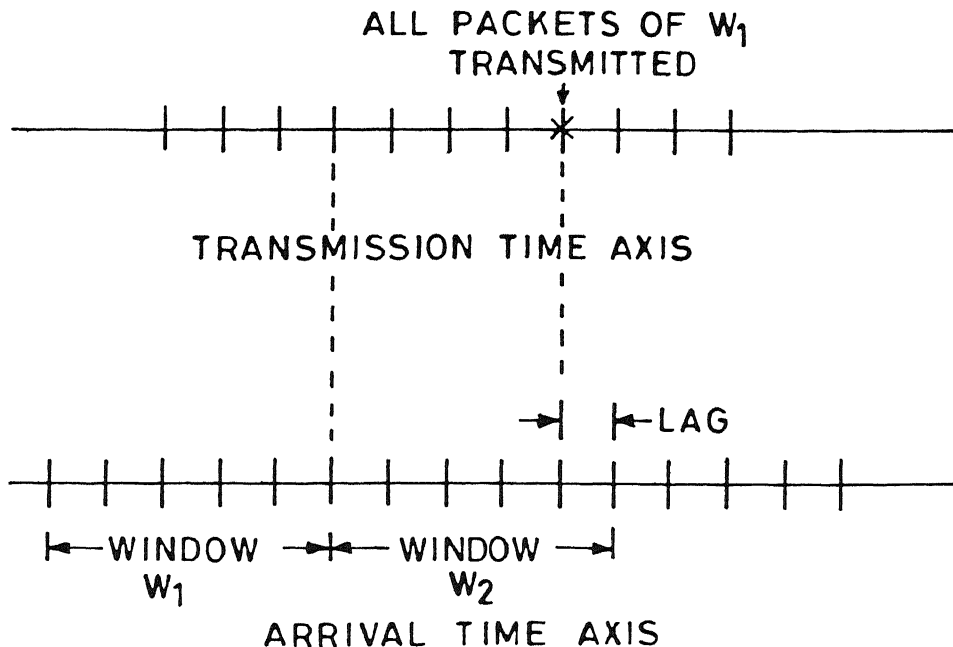 ALL PACKETS OF W1
TRANSMITTED
TRANSMISSION TIME AXIS
LAG
WINDOW WINDOW
W1 W2
ARRIVAL TIME AXIS